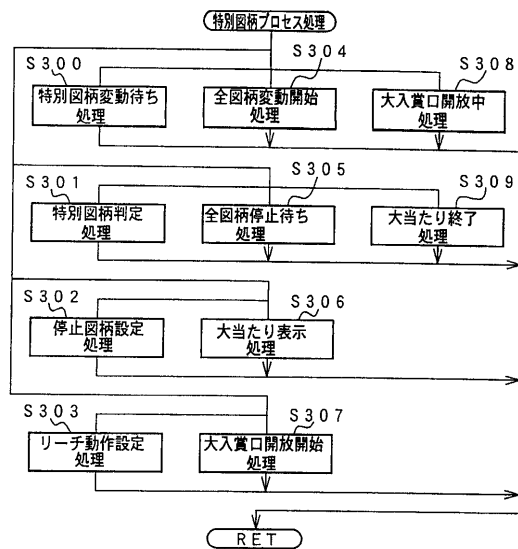 特別図柄プロセス処理
S300
特別図柄変動待ち
処理
S304
全図柄変動開始
処理
S308
大入賞口開放中
処理
S301
特別図柄判定
処理
S305
全図柄停止待ち
処理
S309
大当たり終了
処理
S302
停止図柄設定
処理
S306
大当たり表示
処理
S303
リーチ動作設定
処理
S307
大入賞口開放開始
処理
RET